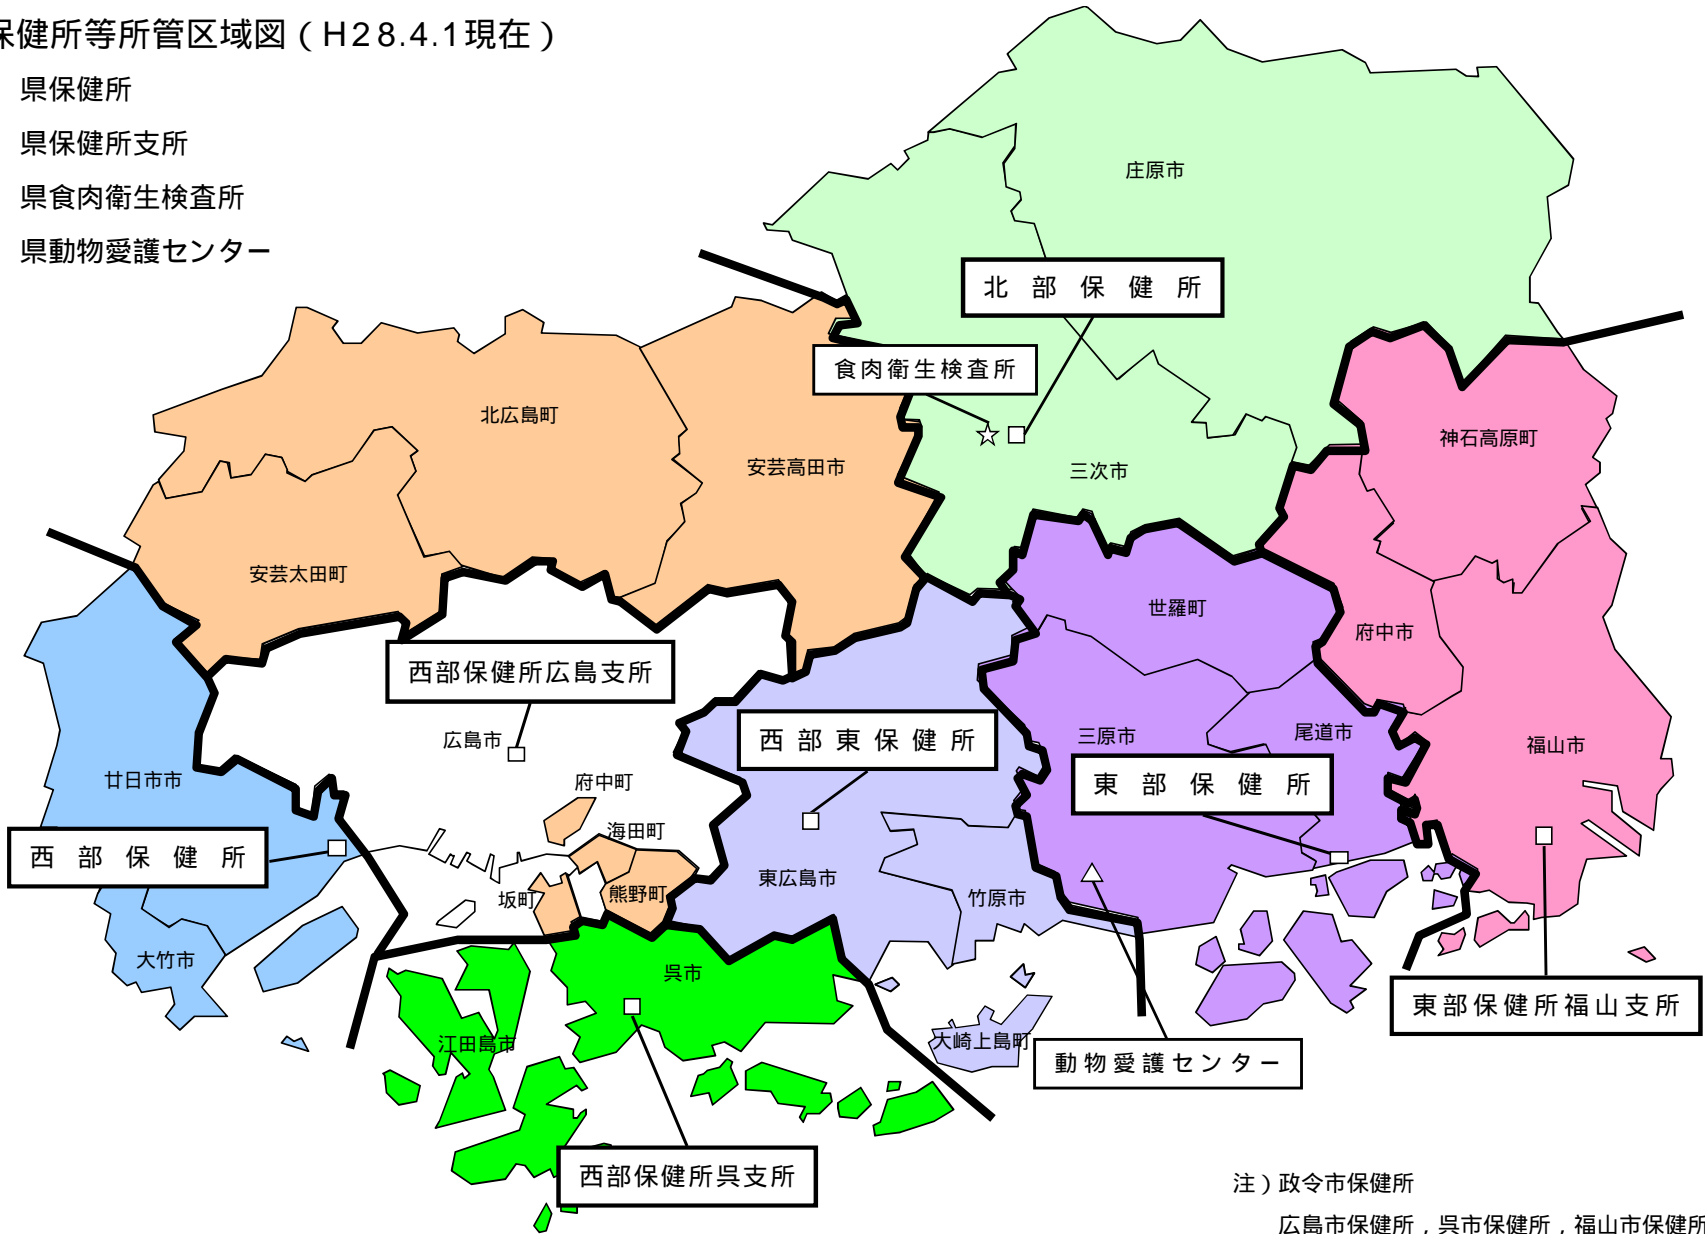 保健所等所管区域図（H28.4.1現在）
県保健所
県保健所支所
県食肉衛生検査所
県動物愛護センター
庄原市
北部保健所
食肉衛生検査所
北広島町
安芸高田市
三次市
神石高原町
安芸太田町
世羅町
府中市
西部保健所広島支所
広島市
西部東保健所
三原市
尾道市
福山市
廿日市市
府中町
東部保健所
海田町
西部保健所
坂町
熊野町
東広島市
竹原市
大竹市
呉市
東部保健所福山支所
江田島市
大崎上島町
動物愛護センター
西部保健所呉支所
注）政令市保健所
広島市保健所，呉市保健所，福山市保健所